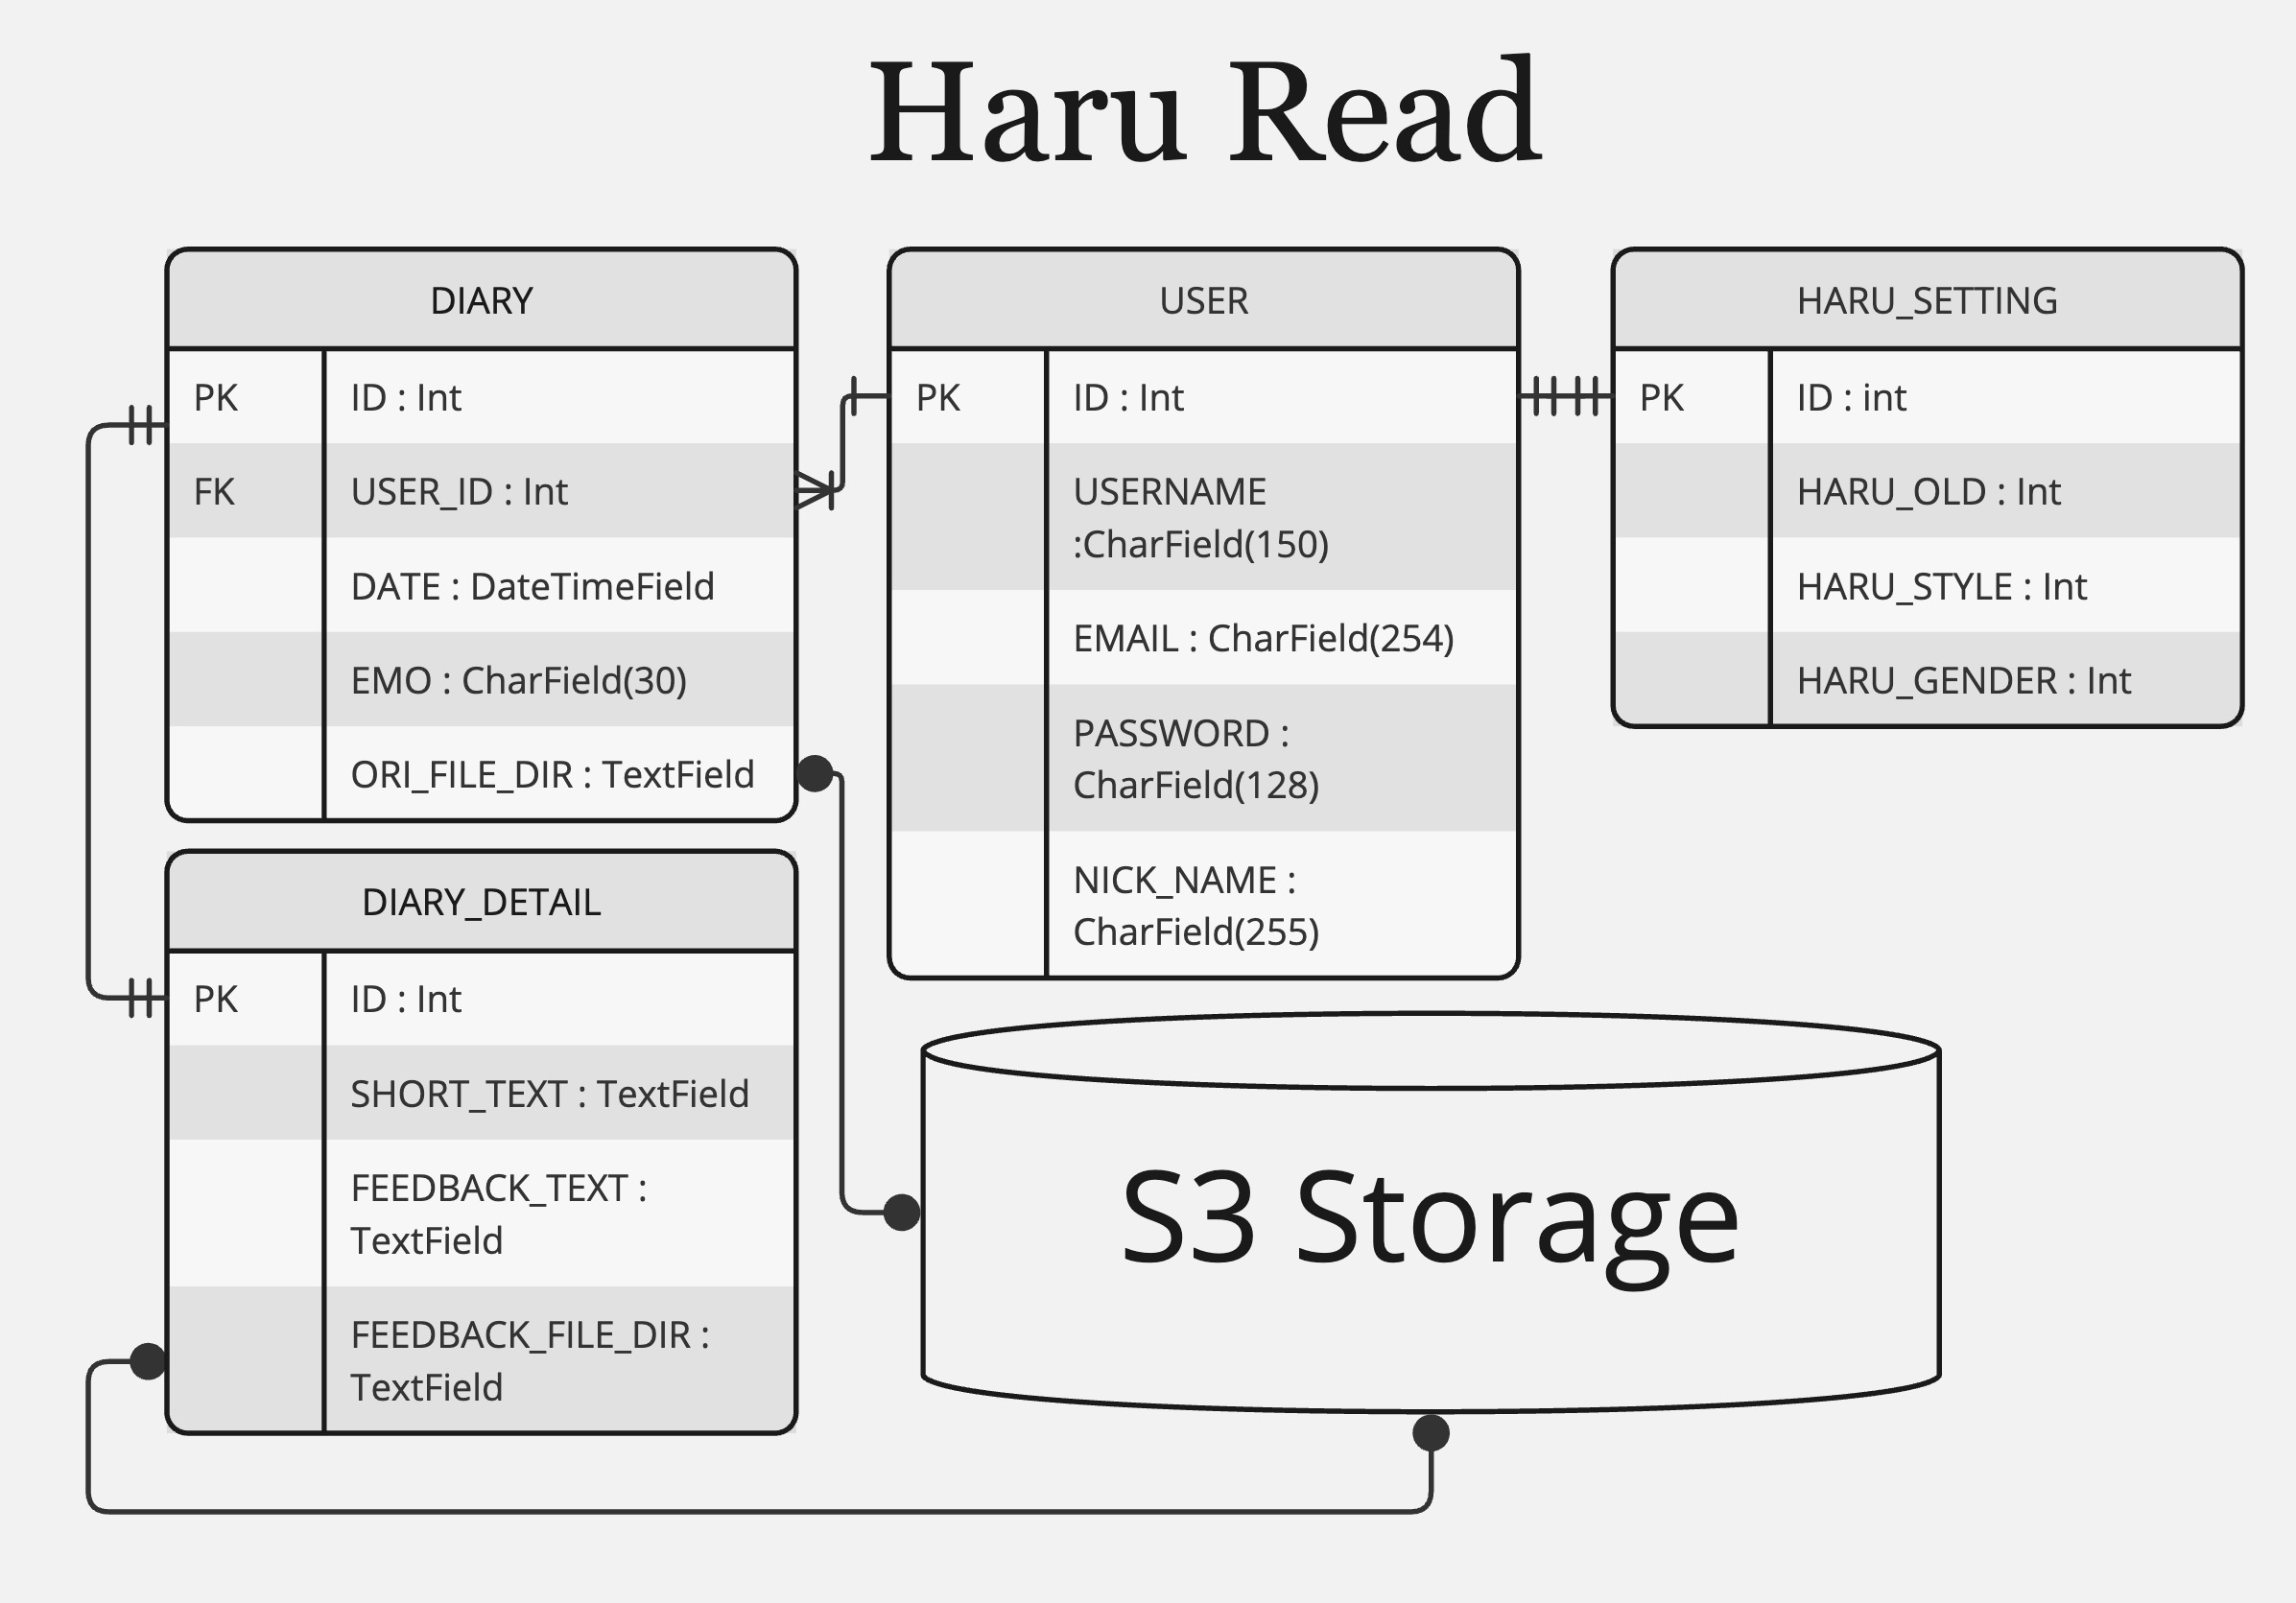 Haru Read
DIARY
PK
ID : Int
FK
USER_ID : Int
DATE : DateTimeField
EMO : CharField(30)
ORI_FILE_DIR : TextField
USER
PK
ID : Int
USERNAME
:CharField(150)
EMAIL : CharField(254)
PASSWORD :
CharField(128)
NICK_NAME :
CharField(255)
HARU_SETTING
PK
ID : int
HARU_OLD : Int
HARU_STYLE : Int
HARU_GENDER : Int
DIARY_DETAIL
PK
ID : Int
SHORT_TEXT : TextField
FEEDBACK_TEXT :
TextField
FEEDBACK_FILE_DIR :
TextField
S3 Storage